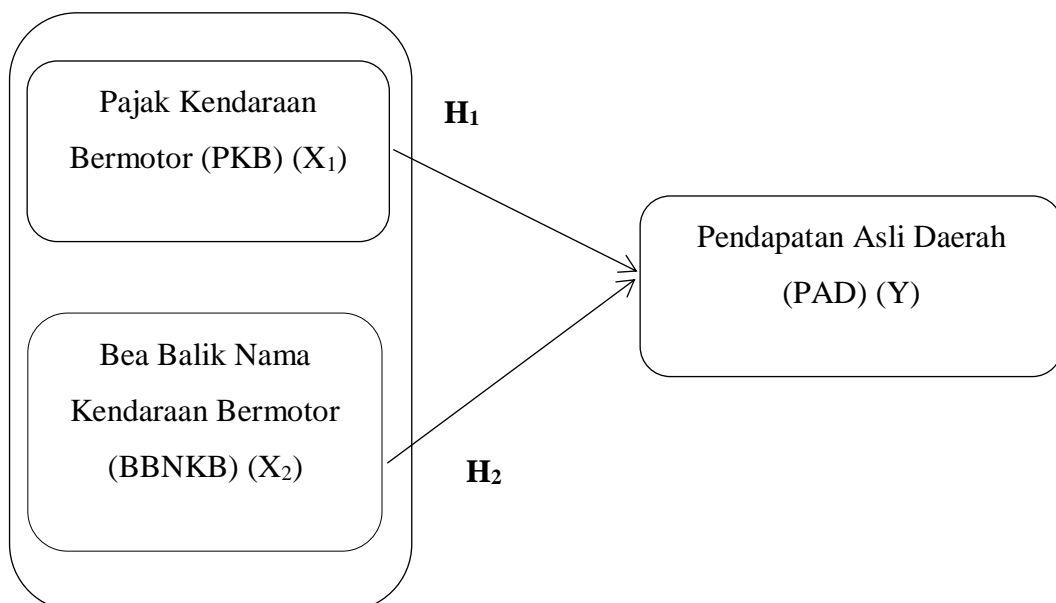 Pajak Kendaraan
Bermotor (PKB) (X₁)
H₁
Pendapatan Asli Daerah
(PAD) (Y)
Bea Balik Nama
Kendaraan Bermotor
(BBNKB) (X₂)
H₂